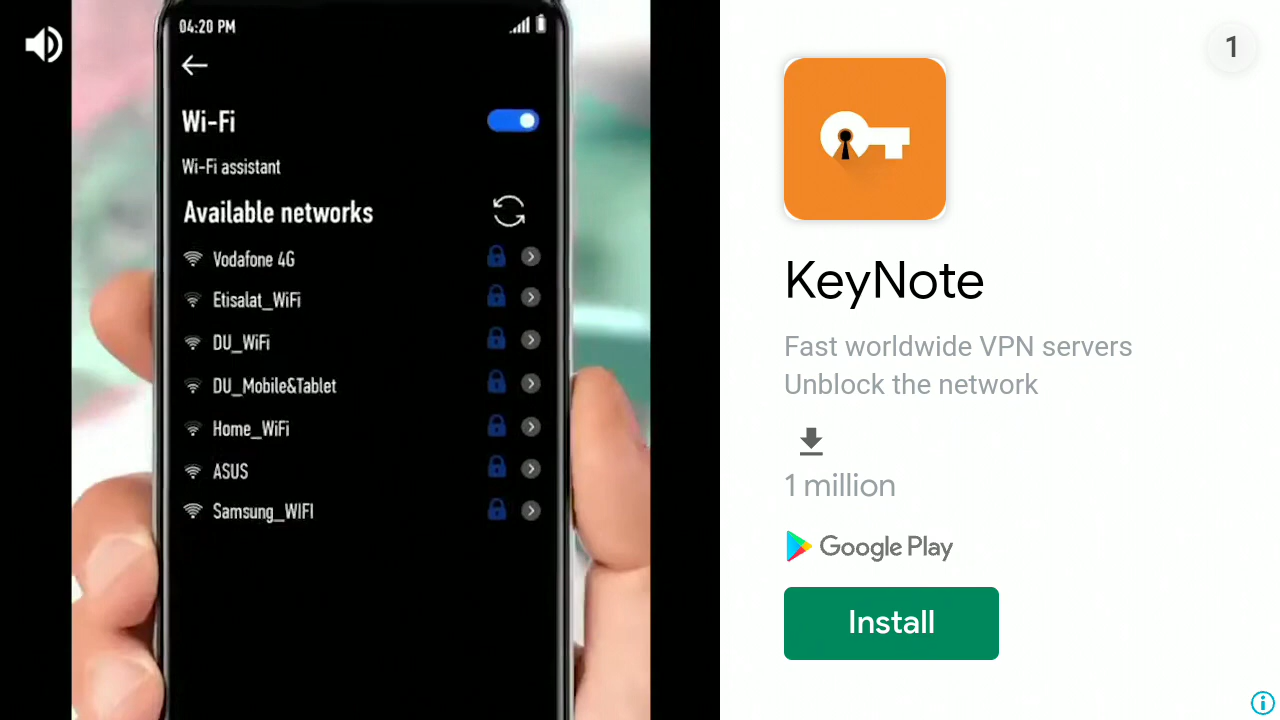 04:20 PM
Wi-Fi
Wi-Fi assistant
Available networks
Vodafone 4G
Etisalat_WiFi
DU_WiFi
DU_Mobile&Tablet
Home_WiFi
ASUS
Samsung_WIFI
1
KeyNote
Fast worldwide VPN servers
Unblock the network
1 million
Google Play
Install